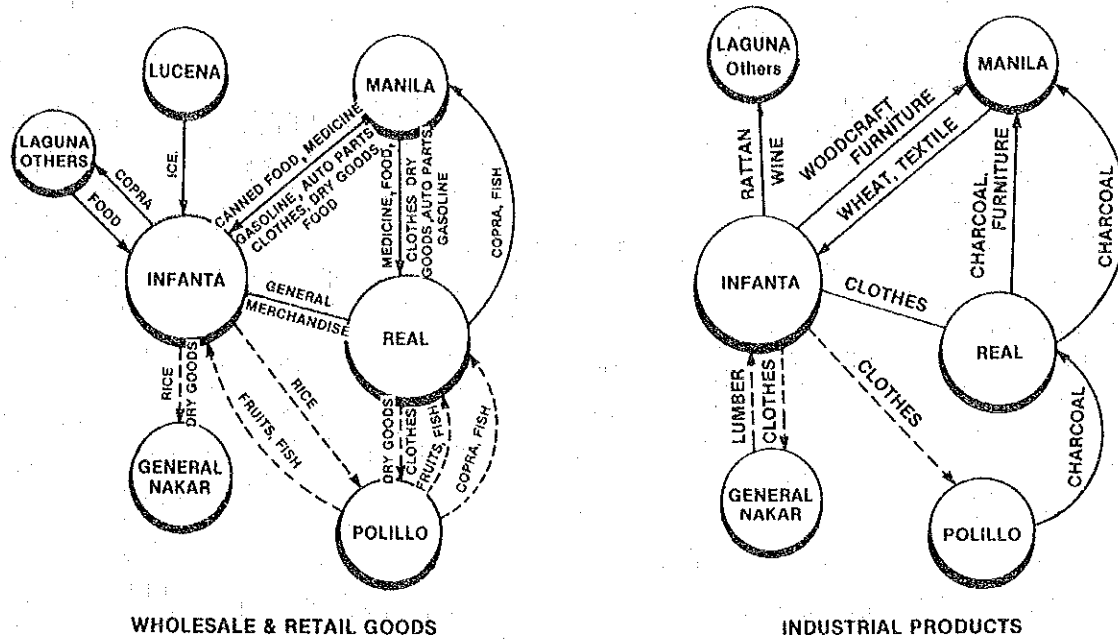 LUCENA
MANILA
LAGUNA
OTHERS
COPRA
FOOD
ICE,
CANNED FOOD, MEDICINE
GASOLINE, AUTO PARTS
CLOTHES, DRY GOODS,
FOOD
MEDICINE, FOOD,
CLOTHES DRY
GOODS, AUTO PARTS,
GASOLINE
COPRA, FISH
INFANTA
GENERAL
MERCHANDISE
REAL
RICE
DRY GOODS
FRUITS, FISH
RICE
DRY GOODS
CLOTHES
FRUITS, FISH
COPRA, FISH
GENERAL
NAKAR
POLILLO
WHOLESALE & RETAIL GOODS
LAGUNA
Others
MANILA
RATTAN
WINE
WOODCRAFT
FURNITURE
WHEAT, TEXTILE
CHARCOAL,
FURNITURE
CHARCOAL
INFANTA
CLOTHES
REAL
LUMBER
CLOTHES
CLOTHES
CHARCOAL
GENERAL
NAKAR
POLILLO
INDUSTRIAL PRODUCTS